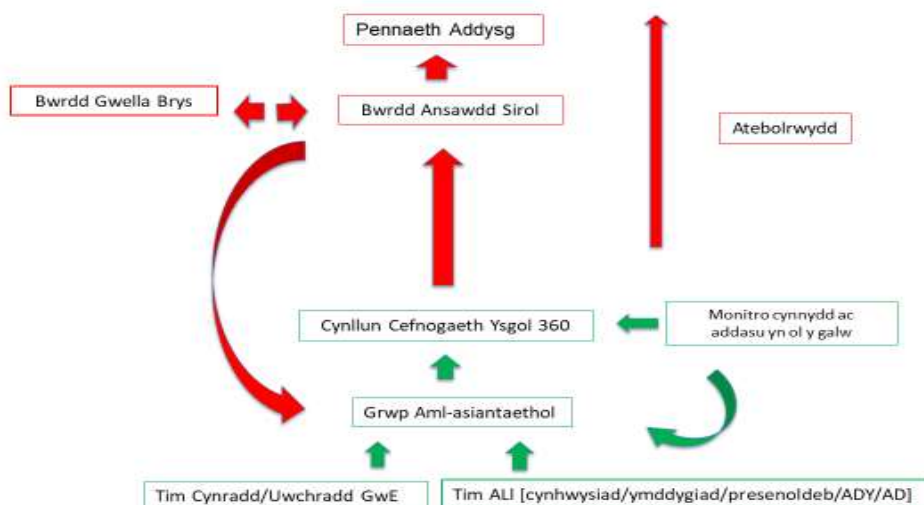 Pennaeth Addysg
Bwrdd Gwella Brys
Bwrdd Ansawdd Sirol
Atebolrwydd
Cynllun Cefnogaeth Ysgol 360
Monitro cynnydd ac
addasu yn ol y galw
Grwp Aml-asiantaethol
Tim Cynradd/Uwchradd GwE
Tim ALl [cynhwysiad/ymddygiad/presenoldeb/ADY/AD]